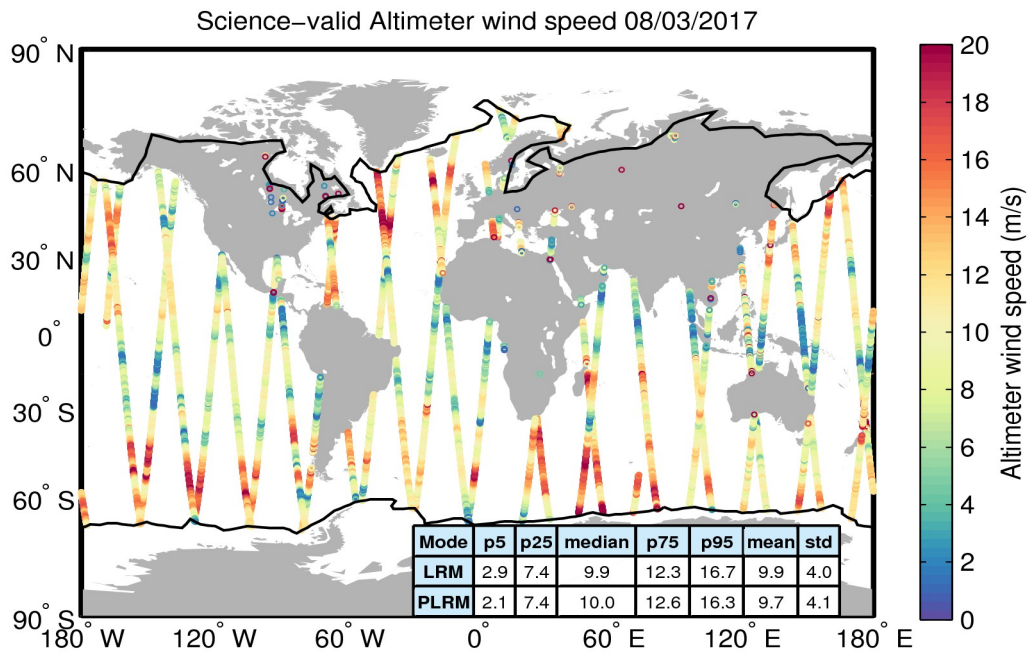 Science−valid Altimeter wind speed 08/03/2017
90° N
60° N
30° N
0°
30° S
60° S
90° S
180° W
120° W
60° W
0°
60° E
120° E
180° E
Mode p5 p25 median p75 p95 mean std
LRM 2.9 7.4 9.9 12.3 16.7 9.9 4.0
PLRM 2.1 7.4 10.0 12.6 16.3 9.7 4.1
20
18
16
14
12
10
8
6
4
2
0
Altimeter wind speed (m/s)